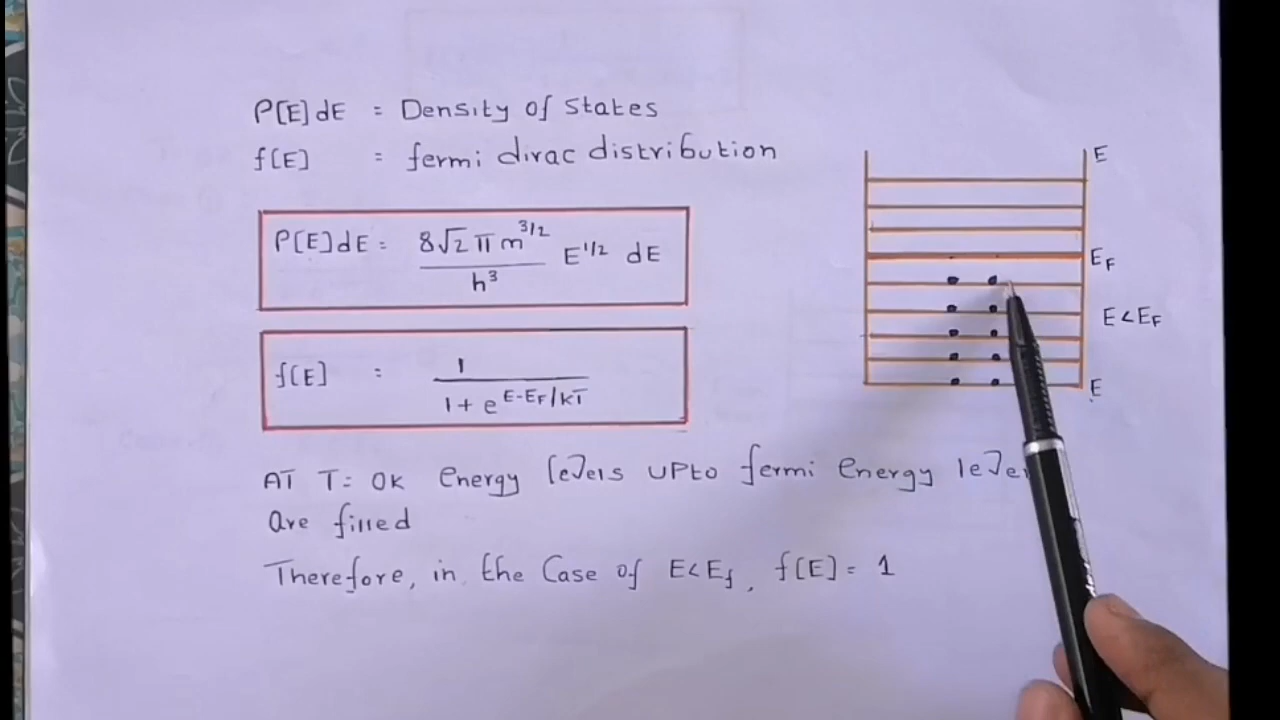 P[E]dE = Density of states
f[E] = fermi dirac distribution
P[E]dE = 8√2 π m^3/2 / h^3 E^1/2 dE
f[E] = 1 / 1 + e^E-EF/kT
AT T= 0K energy levels upto fermi energy level
are filled
Therefore, in the Case of E<Ef, f[E] = 1
E
EF
E<EF
E